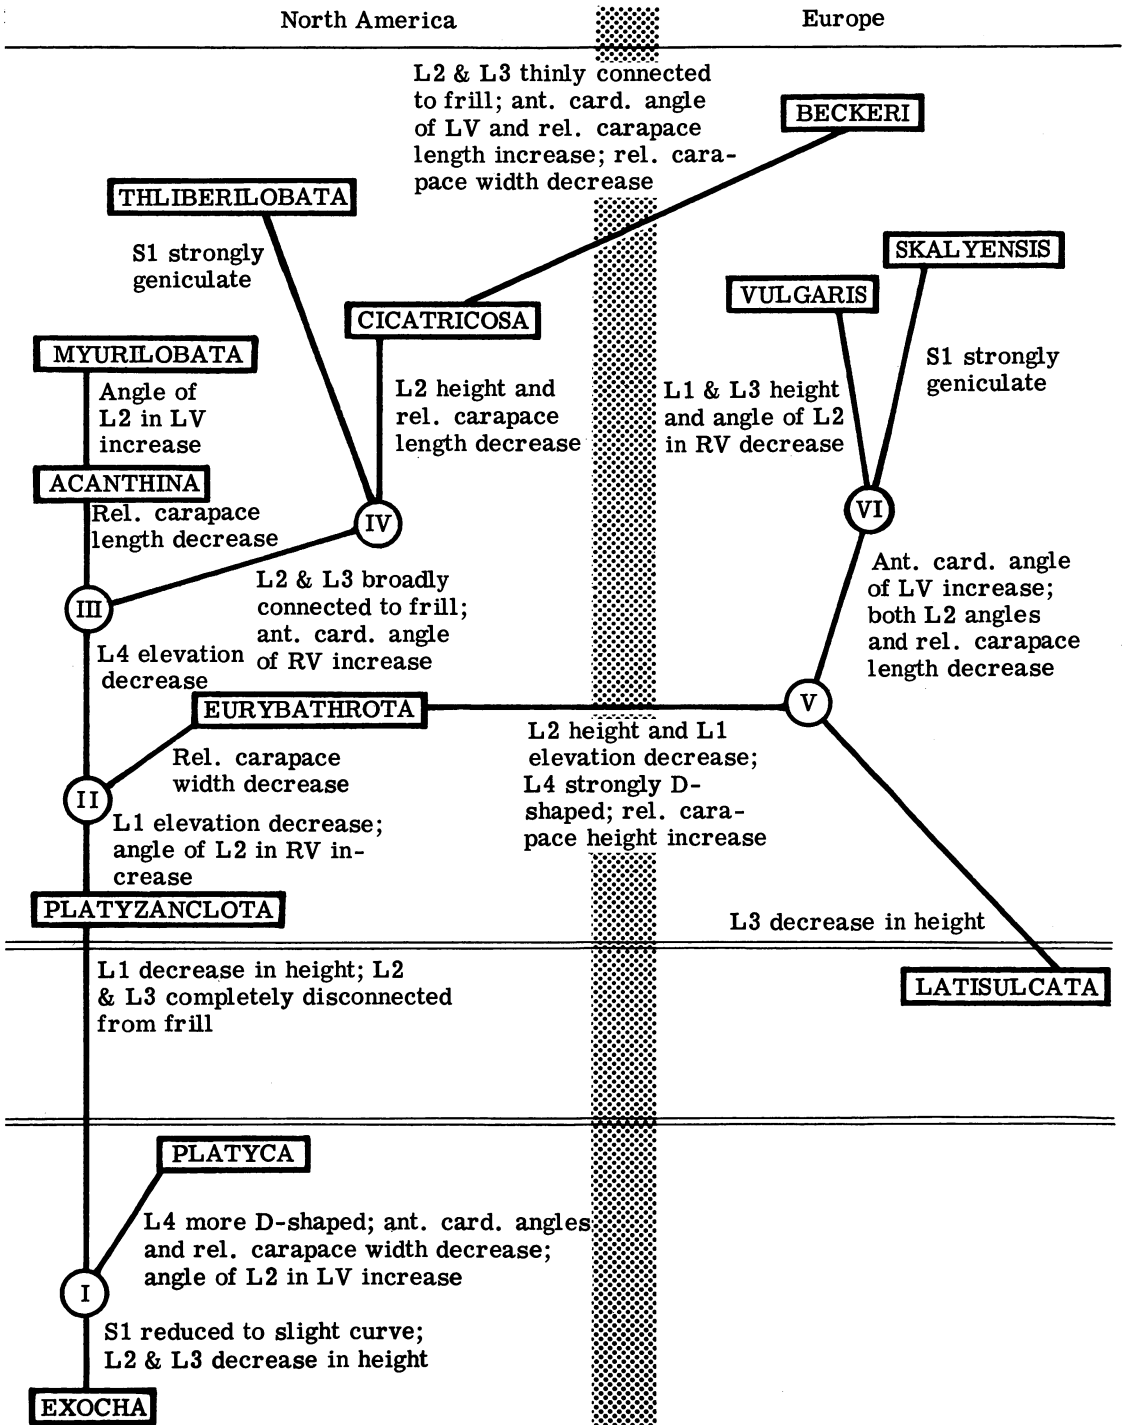 North America
Europe
L2 & L3 thinly connected
to frill; ant. card. angle
of LV and rel. carapace
length increase; rel. cara-
pace width decrease
BECKERI
THLIBERILOBATA
S1 strongly
geniculate
SKALYENSIS
VULGARIS
CICATRICOSA
MYURILOBATA
S1 strongly
geniculate
Angle of
L2 in LV
increase
L2 height and
rel. carapace
length decrease
L1 & L3 height
and angle of L2
in RV decrease
ACANTHINA
Rel. carapace
length decrease
IV
VI
L2 & L3 broadly
connected to frill;
ant. card. angle
of RV increase
Ant. card. angle
of LV increase;
both L2 angles
and rel. carapace
length decrease
III
L4 elevation
decrease
EURYBATHROTA
V
Rel. carapace
width decrease
L2 height and L1
elevation decrease;
L4 strongly D-
shaped; rel. cara-
pace height increase
II
L1 elevation decrease;
angle of L2 in RV in-
crease
PLATYZANCLOTA
L3 decrease in height
L1 decrease in height; L2
& L3 completely disconnected
from frill
LATISULCATA
PLATYCA
L4 more D-shaped; ant. card. angles
and rel. carapace width decrease;
angle of L2 in LV increase
I
S1 reduced to slight curve;
L2 & L3 decrease in height
EXOCHA